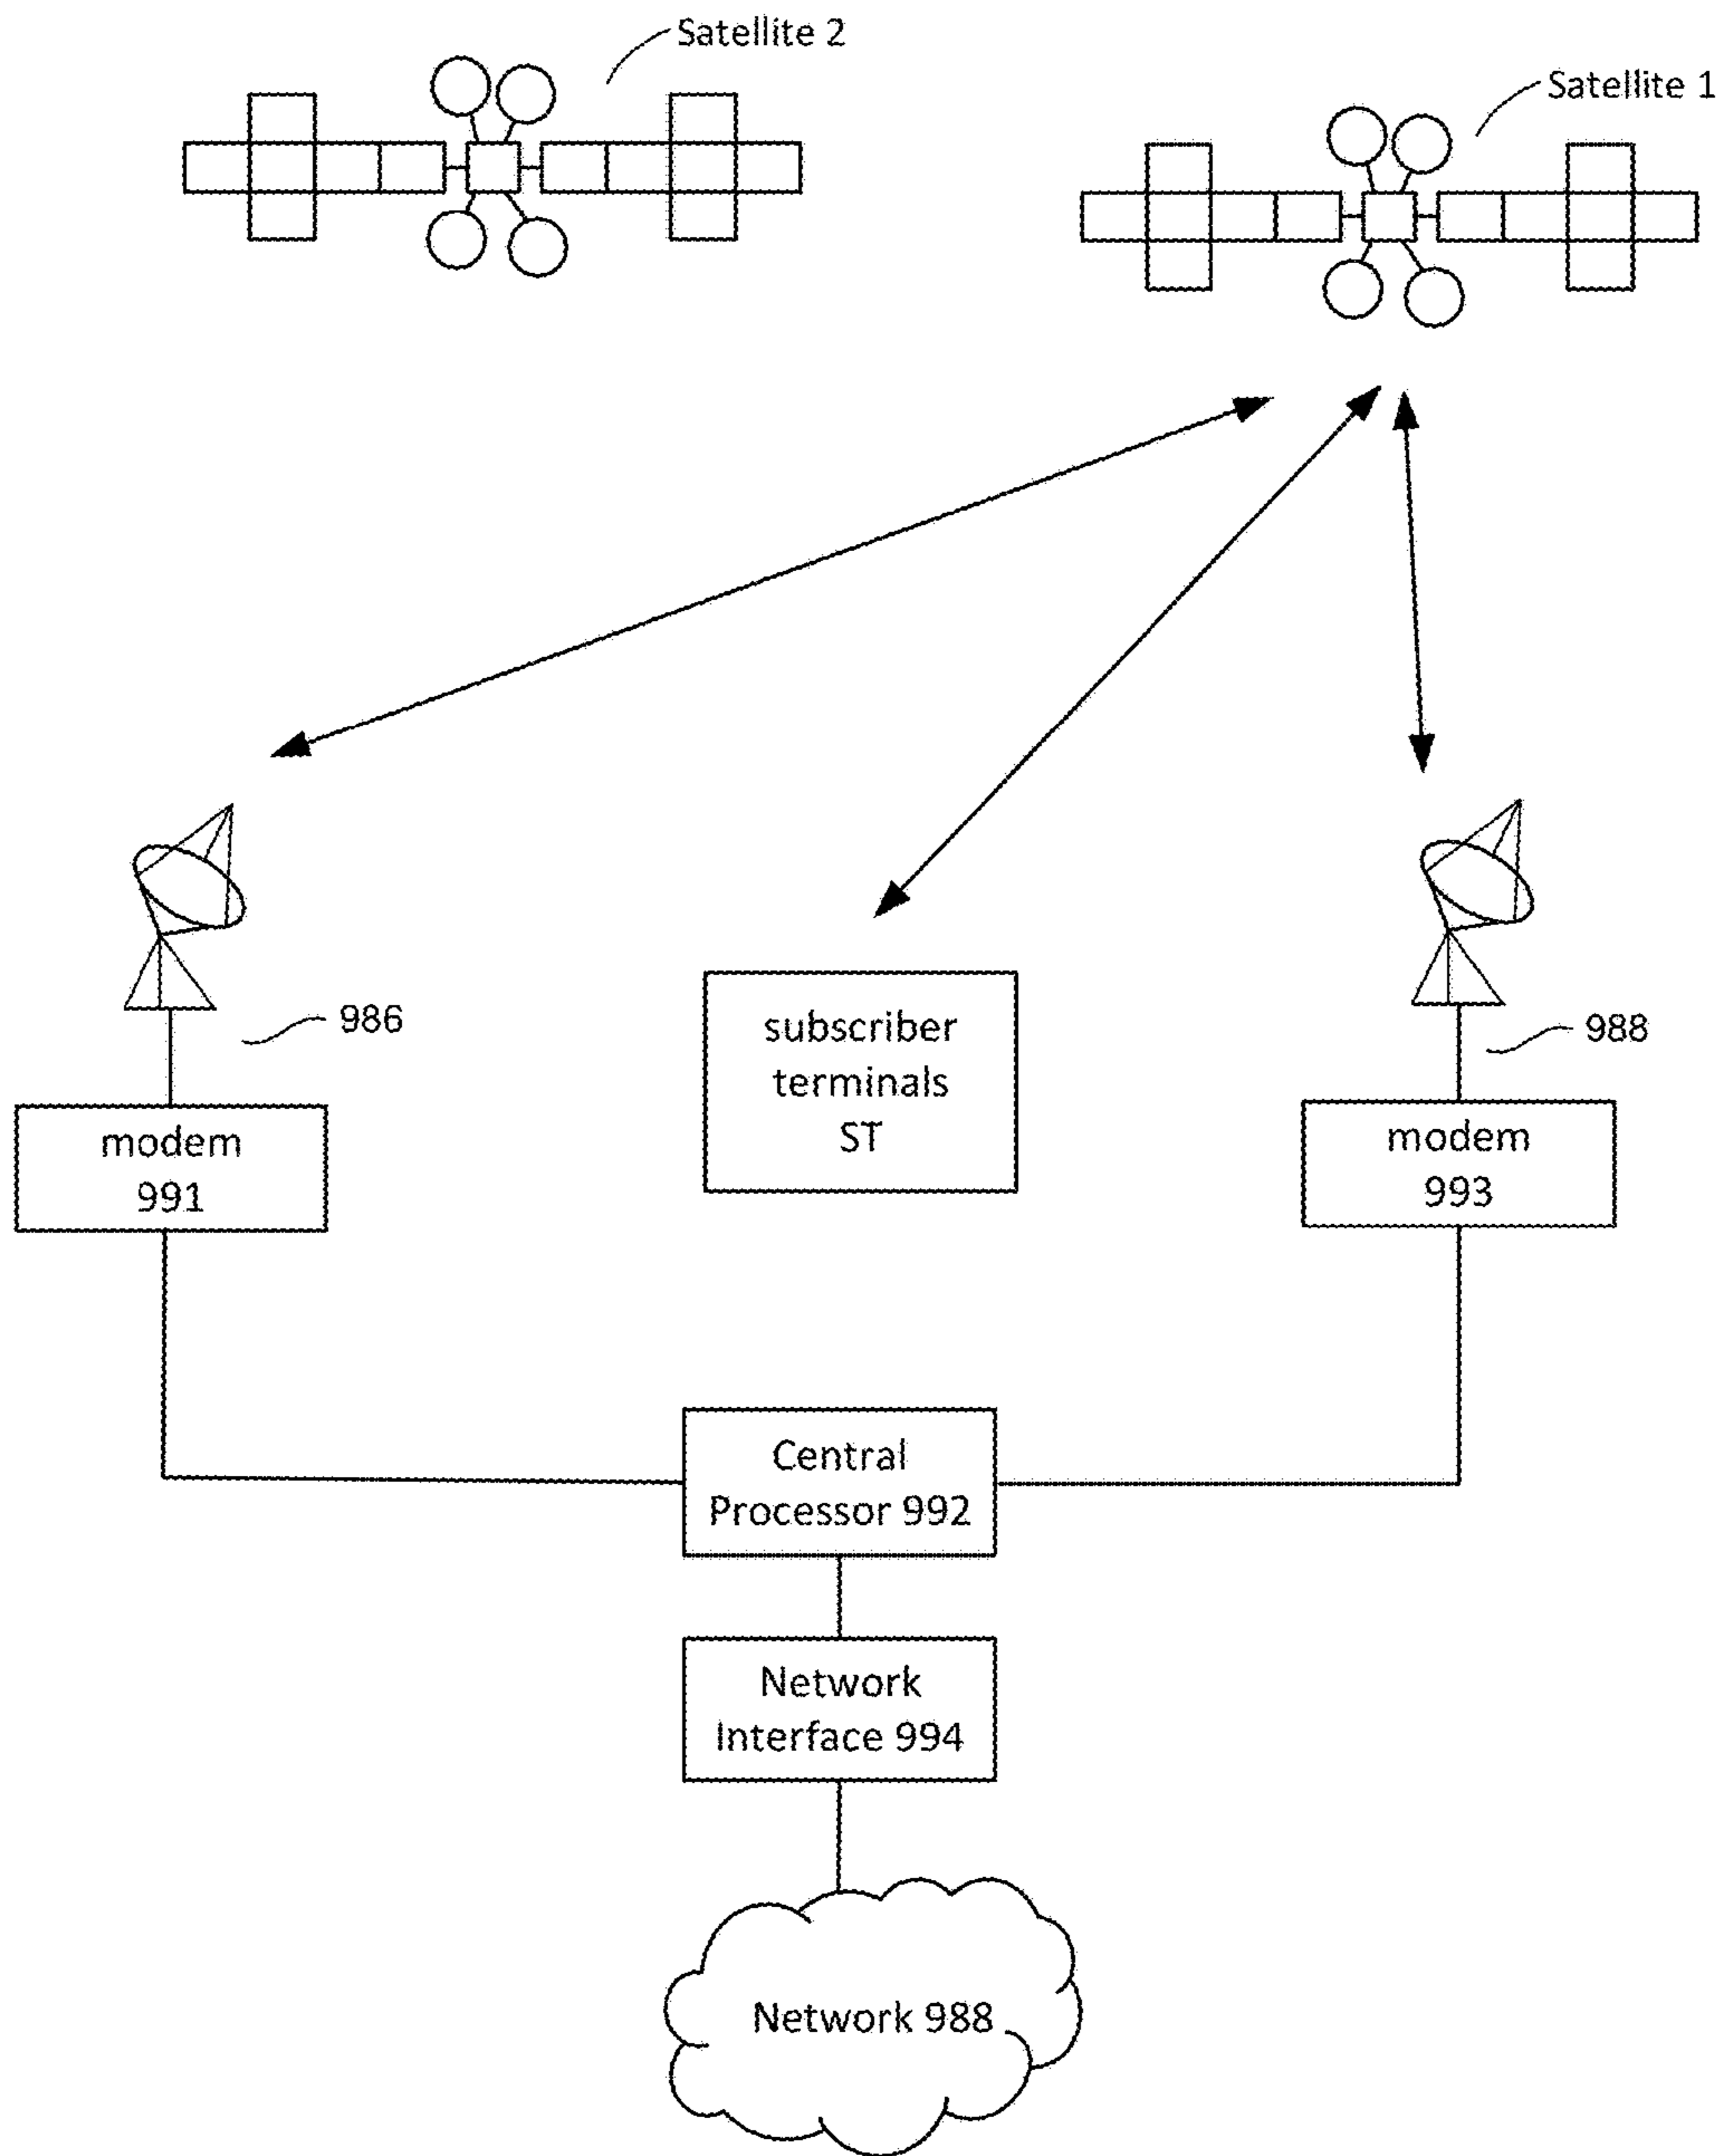 Satellite 2
Satellite 1
986
988
subscriber
terminals
ST
modem
991
modem
993
Central
Processor 992
Network
Interface 994
Network 988